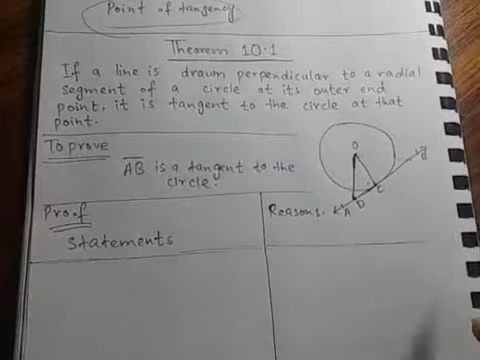 Point of tangency
Theorem 10.1
If a line is drawn perpendicular to a radial
segment of a circle at its outer end
point, it is tangent to the circle at that
point.
To prove
AB is a tangent to the
circle.
O
B
C
D
A
Proof
Statements
Reasons.